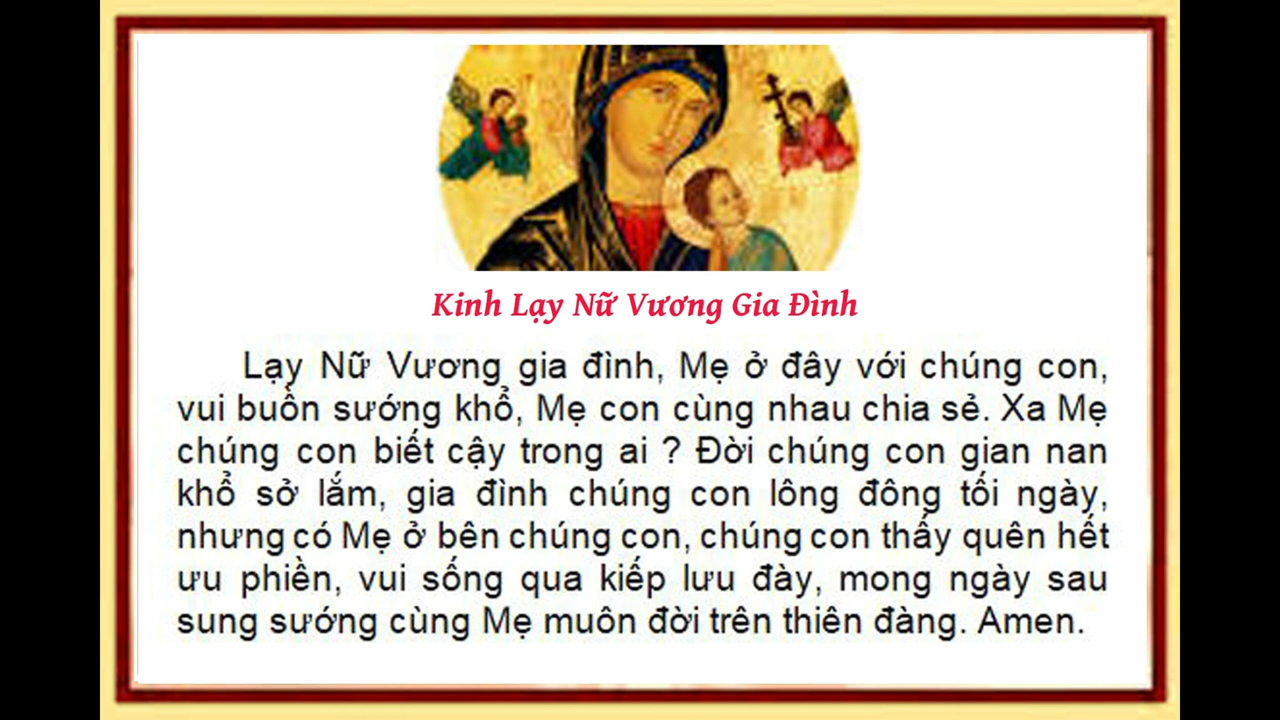 Kinh Lạy Nữ Vương Gia Đình
Lạy Nữ Vương gia đình, Mẹ ở đây với chúng con,
vui buồn sướng khổ, Mẹ con cùng nhau chia sẻ. Xa Mẹ
chúng con biết cậy trong ai ? Đời chúng con gian nan
khổ sở lắm, gia đình chúng con lông đông tối ngày,
nhưng có Mẹ ở bên chúng con, chúng con thấy quên hết
ưu phiền, vui sống qua kiếp lưu đày, mong ngày sau
sung sướng cùng Mẹ muôn đời trên thiên đàng. Amen.